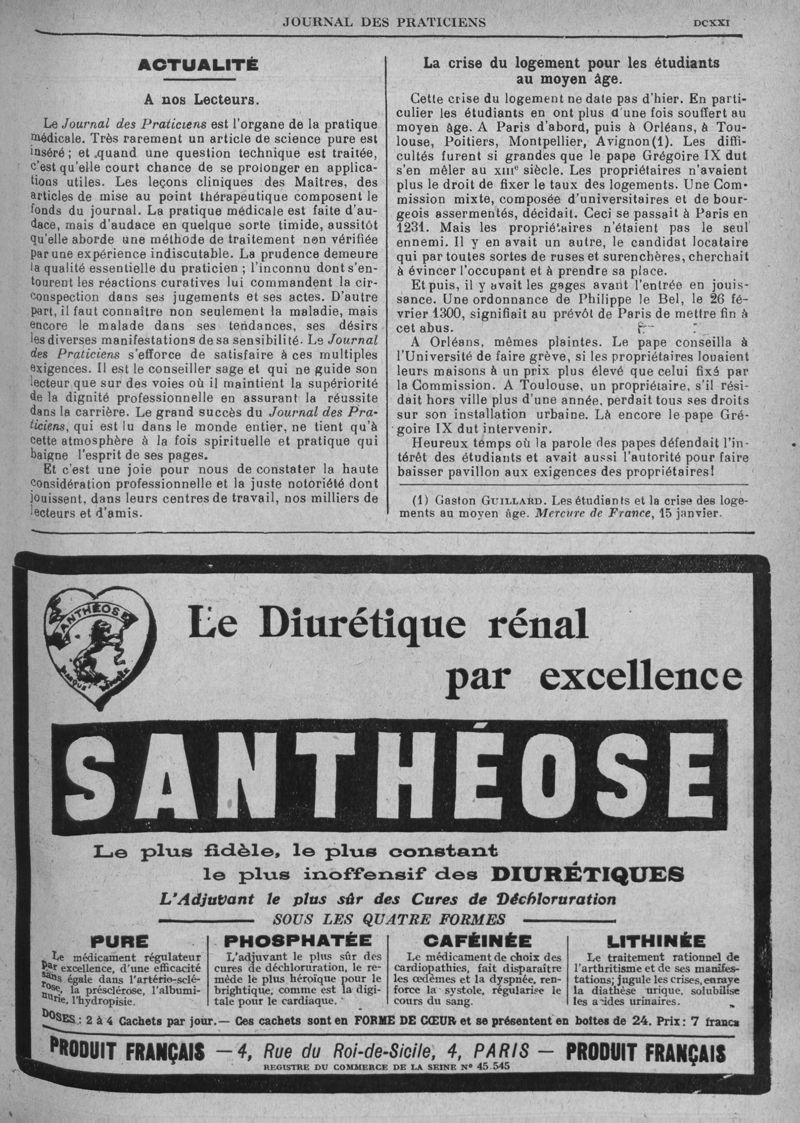 JOURNAL DES PRATICIENS
DCXXI
ACTUALITÉ
A nos Lecteurs.
Le Journal des Praticiens est l'organe de la pratique
médicale. Très rarement un article de science pure est
inséré ; et quand une question technique est traitée,
c'est qu'elle court chance de se prolonger en applica-
tions utiles. Les leçons cliniques des Maîtres, des
articles de mise au point thérapeutique composent le
fonds du journal. La pratique médicale est faite d'au-
dace, mais d'audace en quelque sorte timide, aussitôt
qu'elle aborde une méthode de traitement non vérifiée
par une expérience indiscutable. La prudence demeure
la qualité essentielle du praticien ; l'inconnu dont s'en-
tourent les réactions curatives lui commandent la cir-
conspection dans ses jugements et ses actes. D'autre
part, il faut connaître non seulement la maladie, mais
encore le malade dans ses tendances, ses désirs
les diverses manifestations de sa sensibilité. Le Journal
des Praticiens s'efforce de satisfaire à ces multiples
exigences. Il est le conseiller sage et qui ne guide son
lecteur que sur des voies où il maintient la supériorité
de la dignité professionnelle en assurant la réussite
dans la carrière. Le grand succès du Journal des Pra-
ticiens, qui est lu dans le monde entier, ne tient qu'à
cette atmosphère à la fois spirituelle et pratique qui
baigne l'esprit de ses pages.
Et c'est une joie pour nous de constater la haute
considération professionnelle et la juste notoriété dont
jouissent, dans leurs centres de travail, nos milliers de
lecteurs et d'amis.
La crise du logement pour les étudiants
au moyen âge.
Cette crise du logement ne date pas d'hier. En parti-
culier les étudiants en ont plus d'une fois souffert au
moyen âge. A Paris d'abord, puis à Orléans, à Tou-
louse, Poitiers, Montpellier, Avignon(1). Les diffi-
cultés furent si grandes que le pape Grégoire IX dut
s'en mêler au XIIIe siècle. Les propriétaires n'avaient
plus le droit de fixer le taux des logements. Une Com-
mission mixte, composée d'universitaires et de bour-
geois assermentés, décidait. Ceci se passait à Paris en
1231. Mais les propriétaires n'étaient pas le seul
ennemi. Il y en avait un autre, le candidat locataire
qui par toutes sortes de ruses et surenchères, cherchait
à évincer l'occupant et à prendre sa place.
Et puis, il y avait les gages avant l'entrée en jouis-
sance. Une ordonnance de Philippe le Bel, le 26 fé-
vrier 1300, signifiait au prévôt de Paris de mettre fin à
cet abus.
A Orléans, mêmes plaintes. Le pape conseilla à
l'Université de faire grève, si les propriétaires louaient
leurs maisons à un prix plus élevé que celui fixé par
la Commission. A Toulouse, un propriétaire, s'il rési-
dait hors ville plus d'une année, perdait tous ses droits
sur son installation urbaine. Là encore le pape Gré-
goire IX dut intervenir.
Heureux temps où la parole des papes défendait l'in-
térêt des étudiants et avait aussi l'autorité pour faire
baisser pavillon aux exigences des propriétaires!
(1) Gaston GUILLARD. Les étudiants et la crise des loge-
ments au moyen âge. Mercure de France, 15 janvier.
SANTHÉOSE
Le Diurétique rénal
par excellence
SANTHÉOSE
Le plus fidèle, le plus constant
le plus inoffensif des DIURÉTIQUES
L'Adjuvant le plus sûr des Cures de Déchloruration
SOUS LES QUATRE FORMES
PURE
Le médicament régulateur
par excellence, d'une efficacité
sans égale dans l'artério-sclé-
rose, la présclérose, l'albumi-
nurie, l'hydropisie.
PHOSPHATÉE
L'adjuvant le plus sûr des
cures de déchloruration, le re-
mède le plus héroïque pour le
brightique, comme est la digi-
tale pour le cardiaque.
CAFÉINÉE
Le médicament de choix des
cardiopathies, fait disparaître
les œdèmes et la dyspnée, ren-
force la systole, régularise le
cours du sang.
LITHINÉE
Le traitement rationnel de
l'arthritisme et de ses manifes-
tations; jugule les crises, enraye
la diathèse urique, solubilise
les acides urinaires.
DOSES : 2 à 4 Cachets par jour.— Ces cachets sont en FORME DE CŒUR et se présentent en boîtes de 24. Prix : 7 francs
PRODUIT FRANÇAIS — 4, Rue du Roi-de-Sicile, 4, PARIS — PRODUIT FRANÇAIS
REGISTRE DU COMMERCE DE LA SEINE N° 45.545